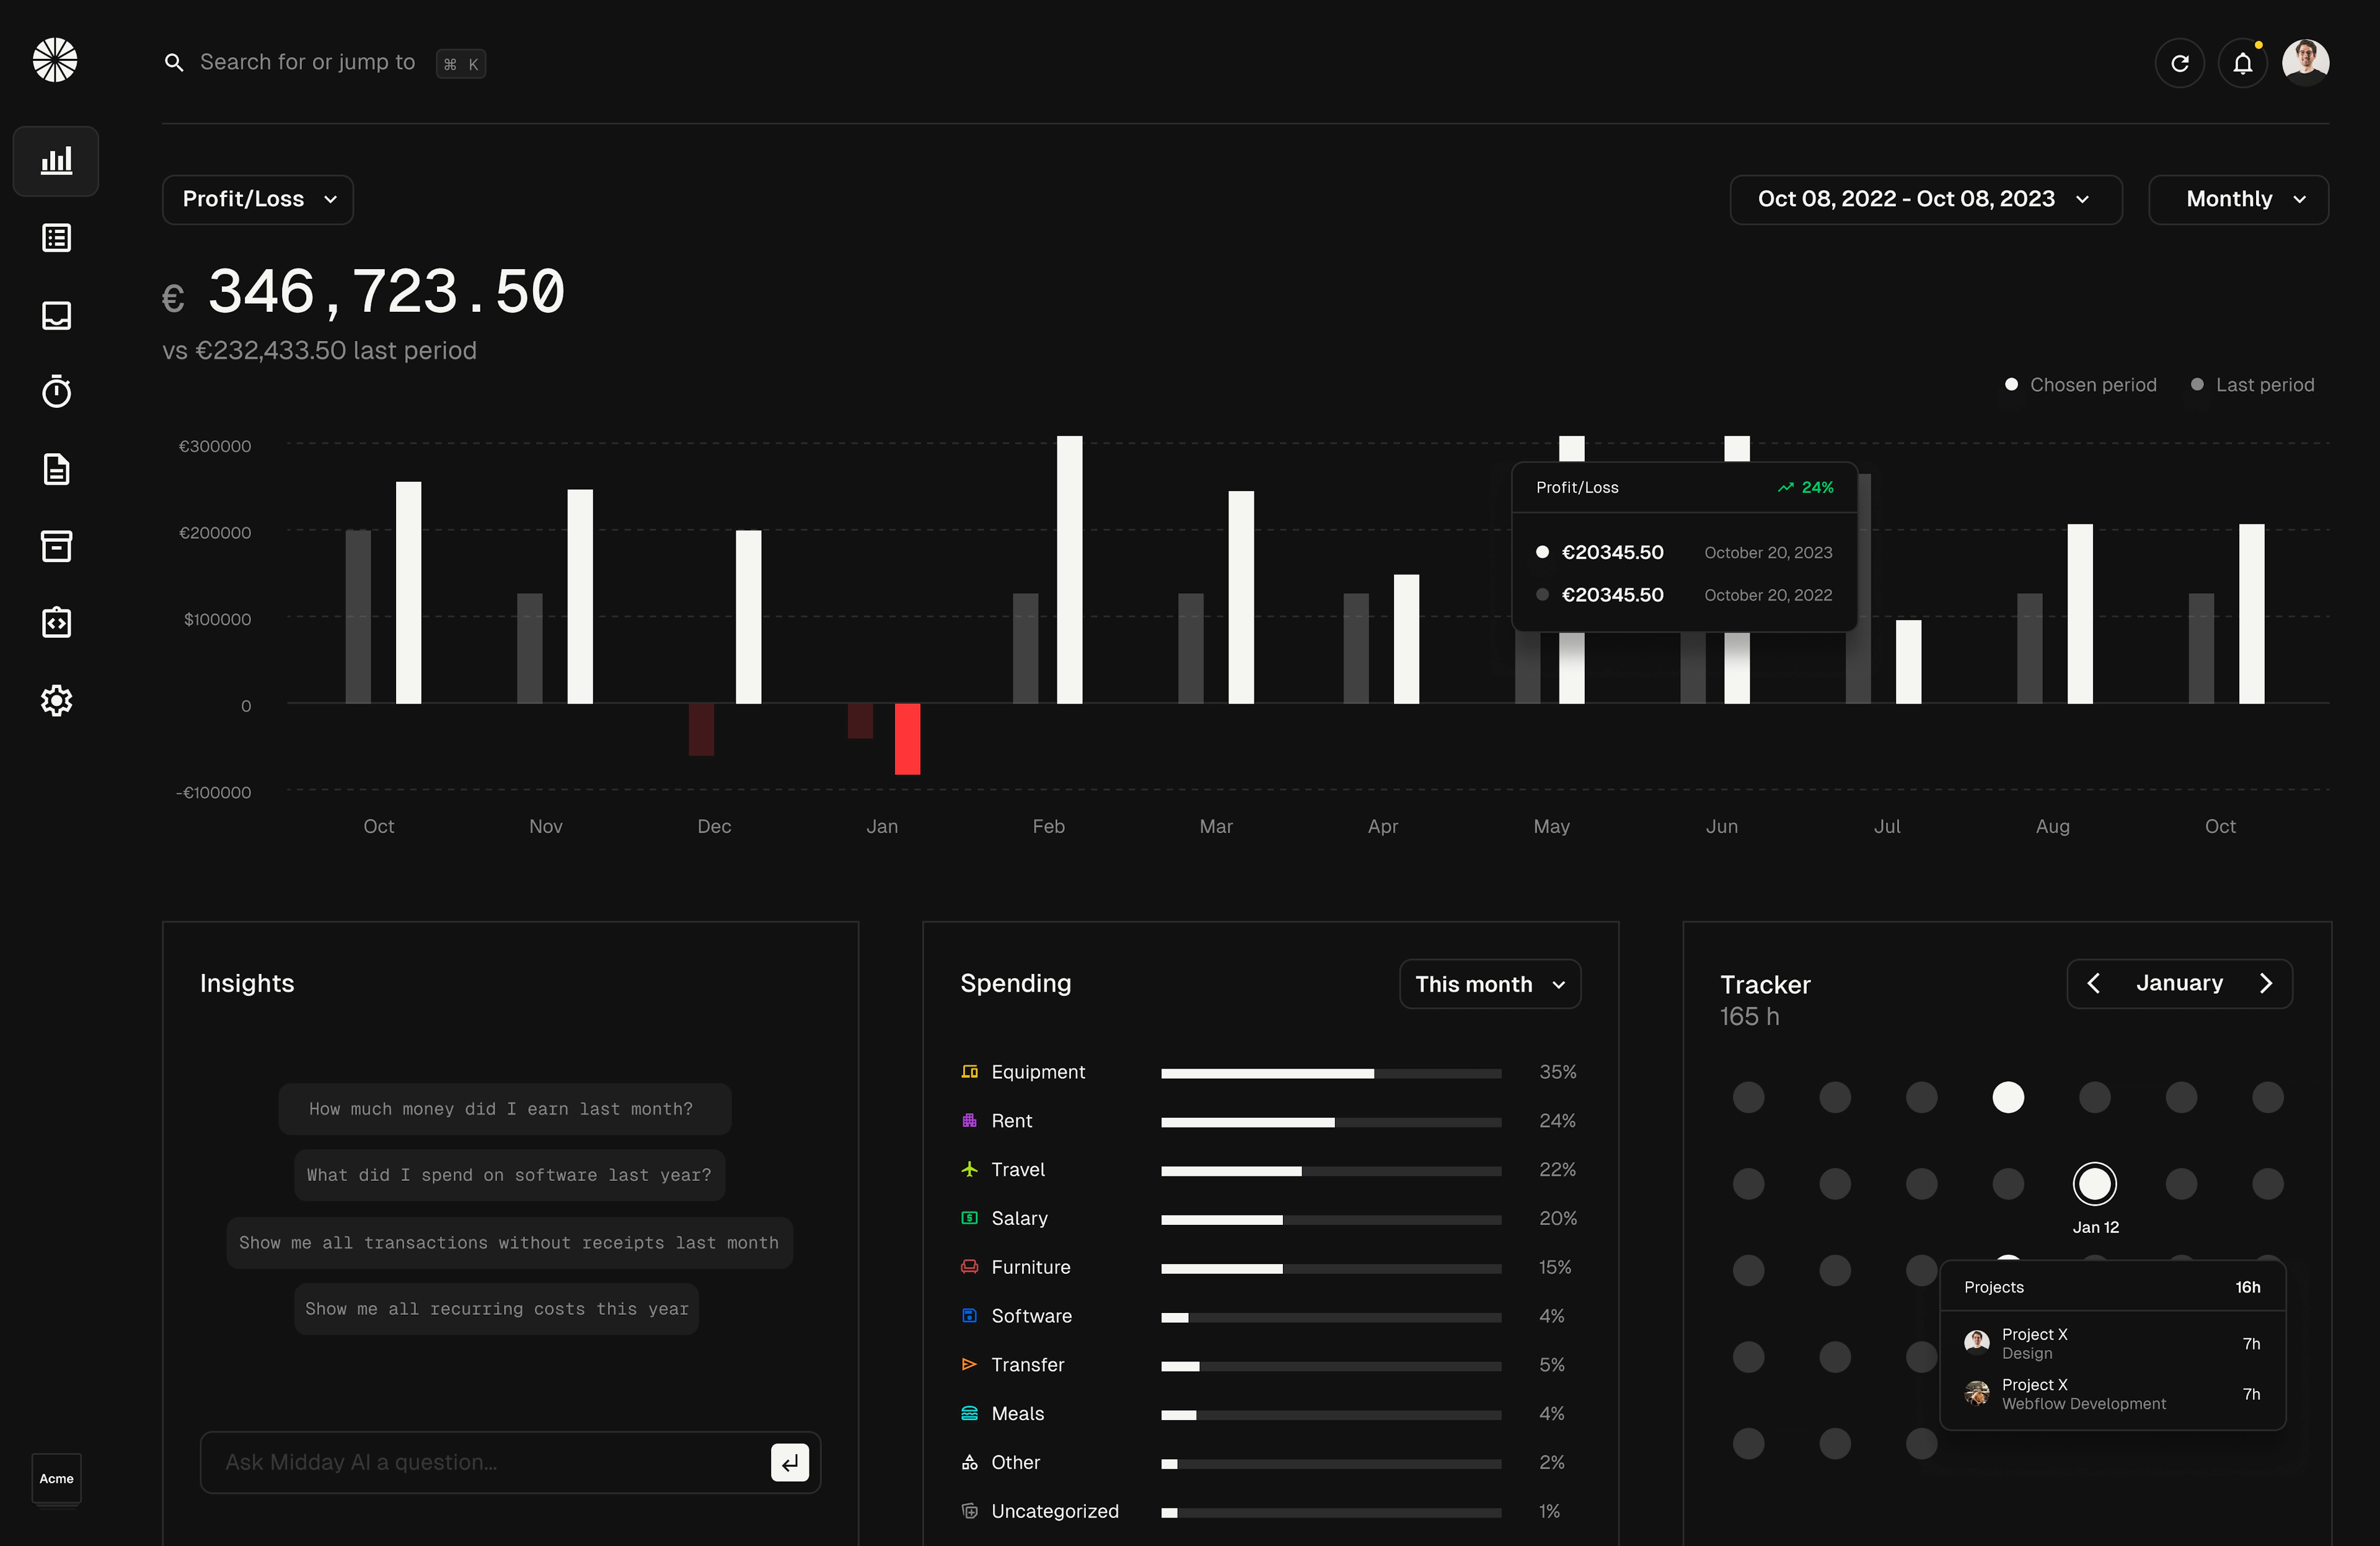 Search for or jump to ⌘ K
Profit/Loss
Oct 08, 2022 - Oct 08, 2023
Monthly
€ 346,723.50
vs €232,433.50 last period
Chosen period
Last period
€300000
€200000
$100000
0
-€100000
Profit/Loss 24%
€20345.50 October 20, 2023
€20345.50 October 20, 2022
Oct Nov Dec Jan Feb Mar Apr May Jun Jul Aug Oct
Insights
How much money did I earn last month?
What did I spend on software last year?
Show me all transactions without receipts last month
Show me all recurring costs this year
Ask Midday AI a question...
Acme
Spending
This month
Equipment 35%
Rent 24%
Travel 22%
Salary 20%
Furniture 15%
Software 4%
Transfer 5%
Meals 4%
Other 2%
Uncategorized 1%
Tracker
165 h
January
Jan 12
Projects 16h
Project X
Design
7h
Project X
Webflow Development
7h